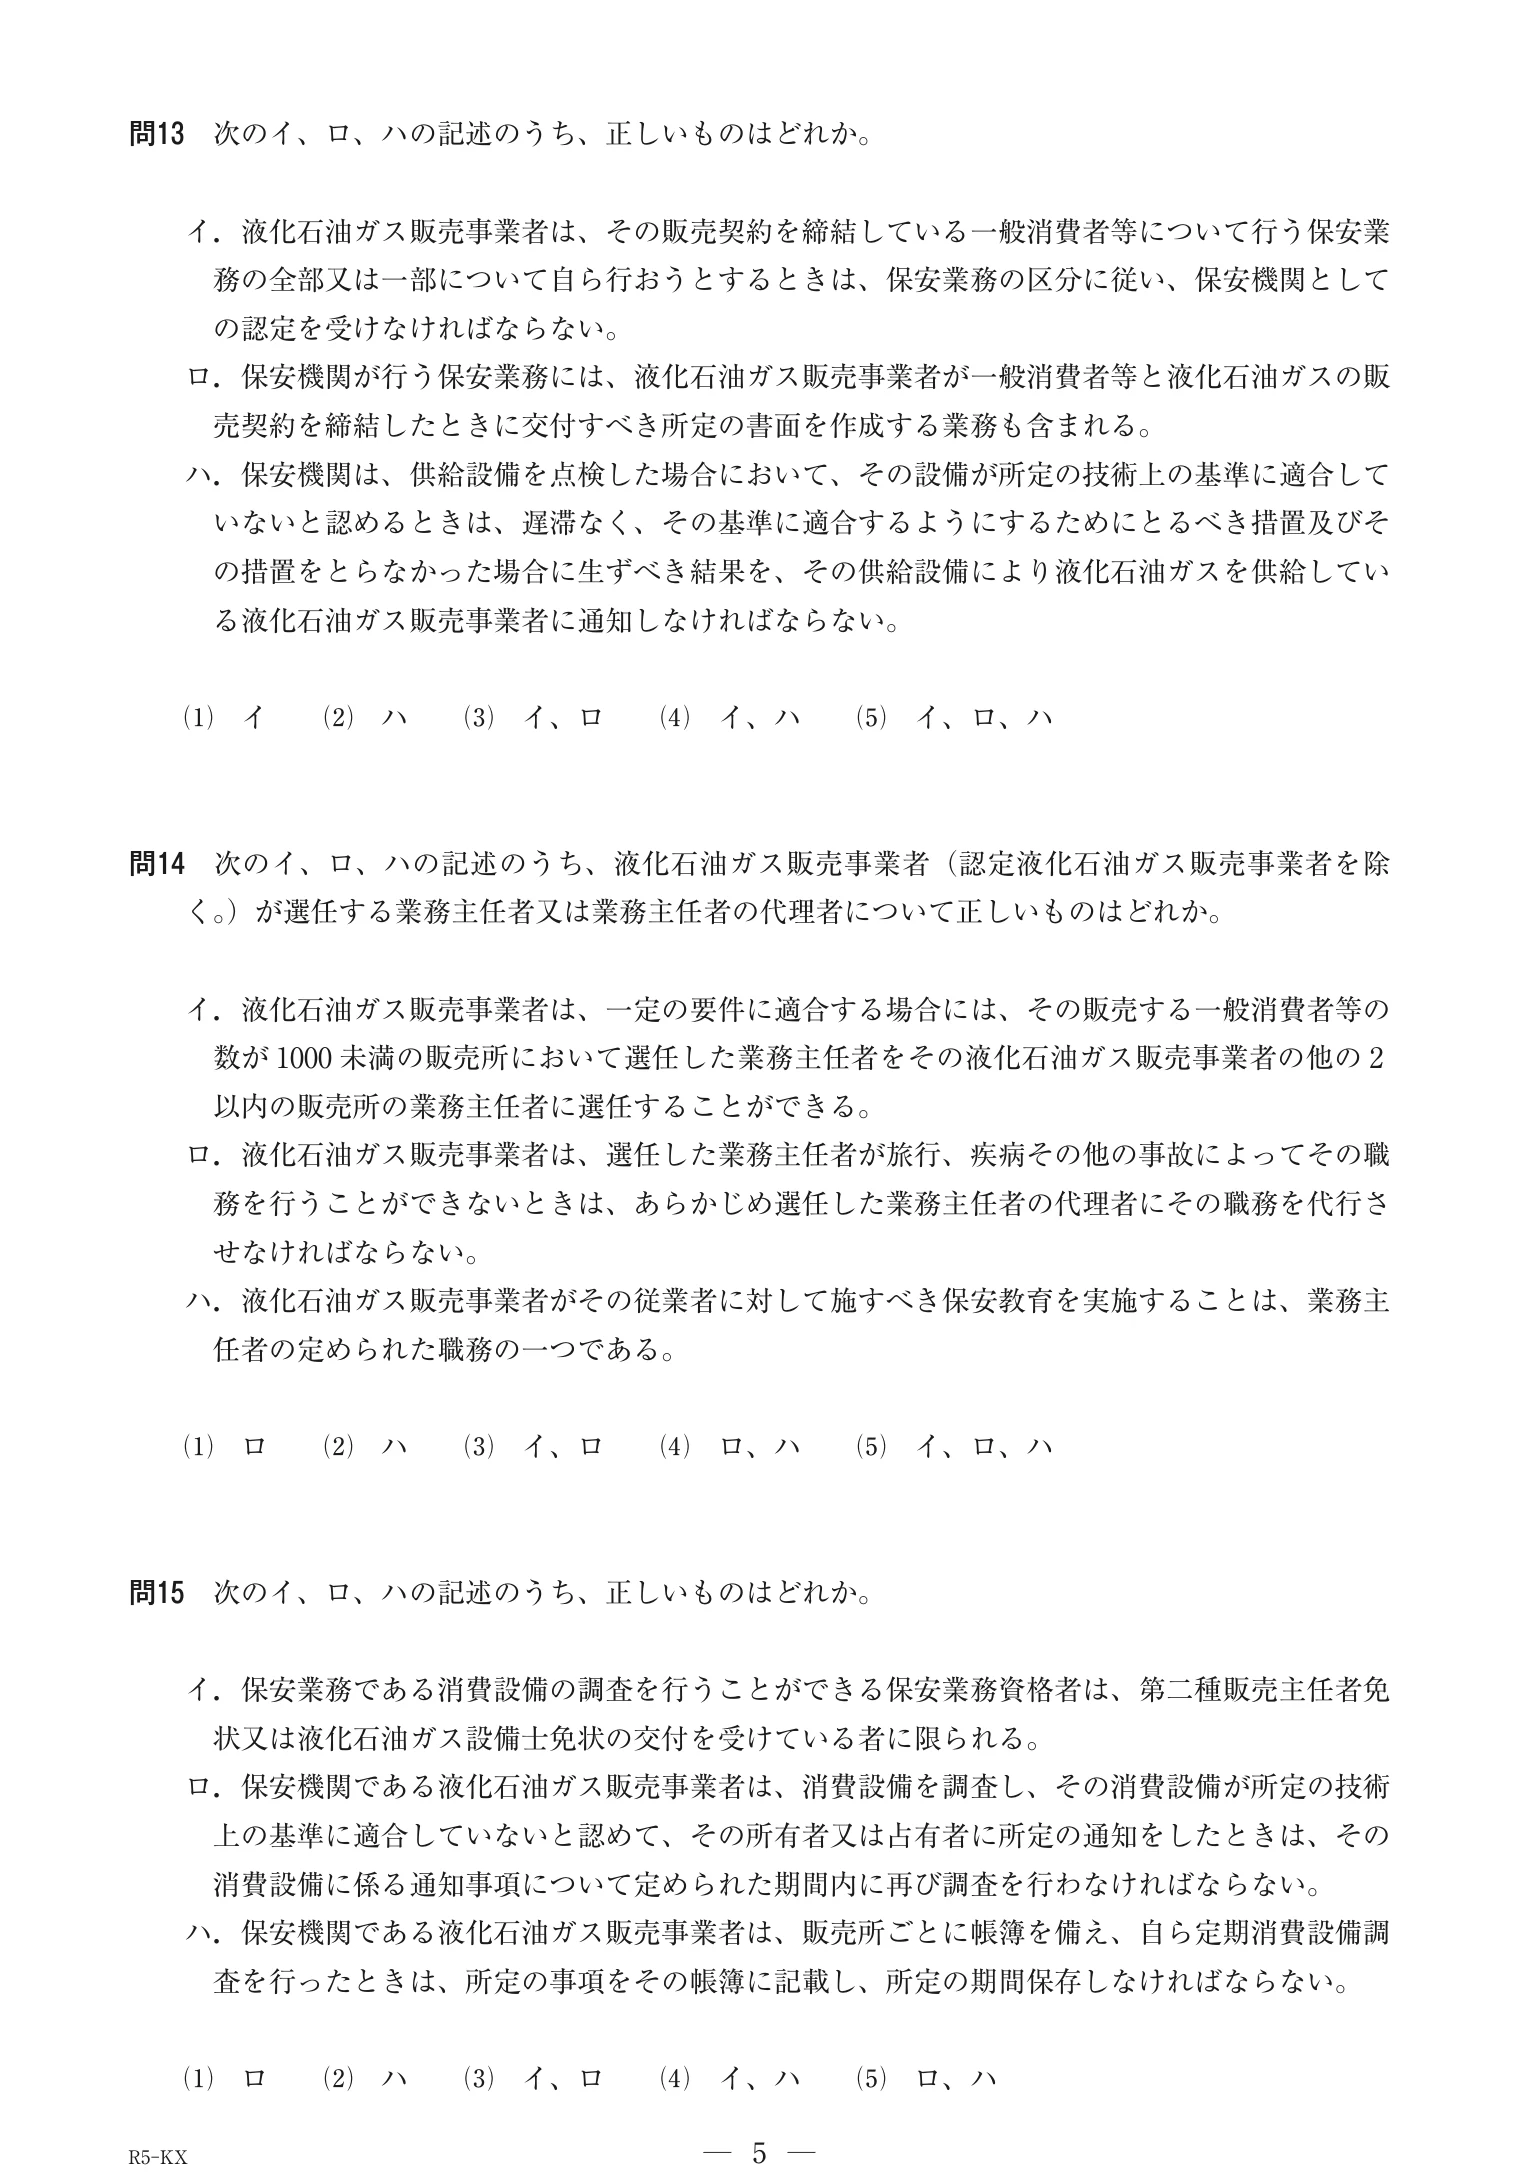 問13　次のイ、ロ、ハの記述のうち、正しいものはどれか。
イ．液化石油ガス販売事業者は、その販売契約を締結している一般消費者等について行う保安業
務の全部又は一部について自ら行おうとするときは、保安業務の区分に従い、保安機関として
の認定を受けなければならない。
ロ．保安機関が行う保安業務には、液化石油ガス販売事業者が一般消費者等と液化石油ガスの販
売契約を締結したときに交付すべき所定の書面を作成する業務も含まれる。
ハ．保安機関は、供給設備を点検した場合において、その設備が所定の技術上の基準に適合して
いないと認めるときは、遅滞なく、その基準に適合するようにするためにとるべき措置及びそ
の措置をとらなかった場合に生ずべき結果を、その供給設備により液化石油ガスを供給してい
る液化石油ガス販売事業者に通知しなければならない。
(1)　イ　　(2)　ハ　　(3)　イ、ロ　　(4)　イ、ハ　　(5)　イ、ロ、ハ
問14　次のイ、ロ、ハの記述のうち、液化石油ガス販売事業者（認定液化石油ガス販売事業者を除
く。）が選任する業務主任者又は業務主任者の代理者について正しいものはどれか。
イ．液化石油ガス販売事業者は、一定の要件に適合する場合には、その販売する一般消費者等の
数が 1000 未満の販売所において選任した業務主任者をその液化石油ガス販売事業者の他の 2
以内の販売所の業務主任者に選任することができる。
ロ．液化石油ガス販売事業者は、選任した業務主任者が旅行、疾病その他の事故によってその職
務を行うことができないときは、あらかじめ選任した業務主任者の代理者にその職務を代行さ
せなければならない。
ハ．液化石油ガス販売事業者がその従業者に対して施すべき保安教育を実施することは、業務主
任者の定められた職務の一つである。
(1)　ロ　　(2)　ハ　　(3)　イ、ロ　　(4)　ロ、ハ　　(5)　イ、ロ、ハ
問15　次のイ、ロ、ハの記述のうち、正しいものはどれか。
イ．保安業務である消費設備の調査を行うことができる保安業務資格者は、第二種販売主任者免
状又は液化石油ガス設備士免状の交付を受けている者に限られる。
ロ．保安機関である液化石油ガス販売事業者は、消費設備を調査し、その消費設備が所定の技術
上の基準に適合していないと認めて、その所有者又は占有者に所定の通知をしたときは、その
消費設備に係る通知事項について定められた期間内に再び調査を行わなければならない。
ハ．保安機関である液化石油ガス販売事業者は、販売所ごとに帳簿を備え、自ら定期消費設備調
査を行ったときは、所定の事項をその帳簿に記載し、所定の期間保存しなければならない。
(1)　ロ　　(2)　ハ　　(3)　イ、ロ　　(4)　イ、ハ　　(5)　ロ、ハ
R5-KX
― 5 ―